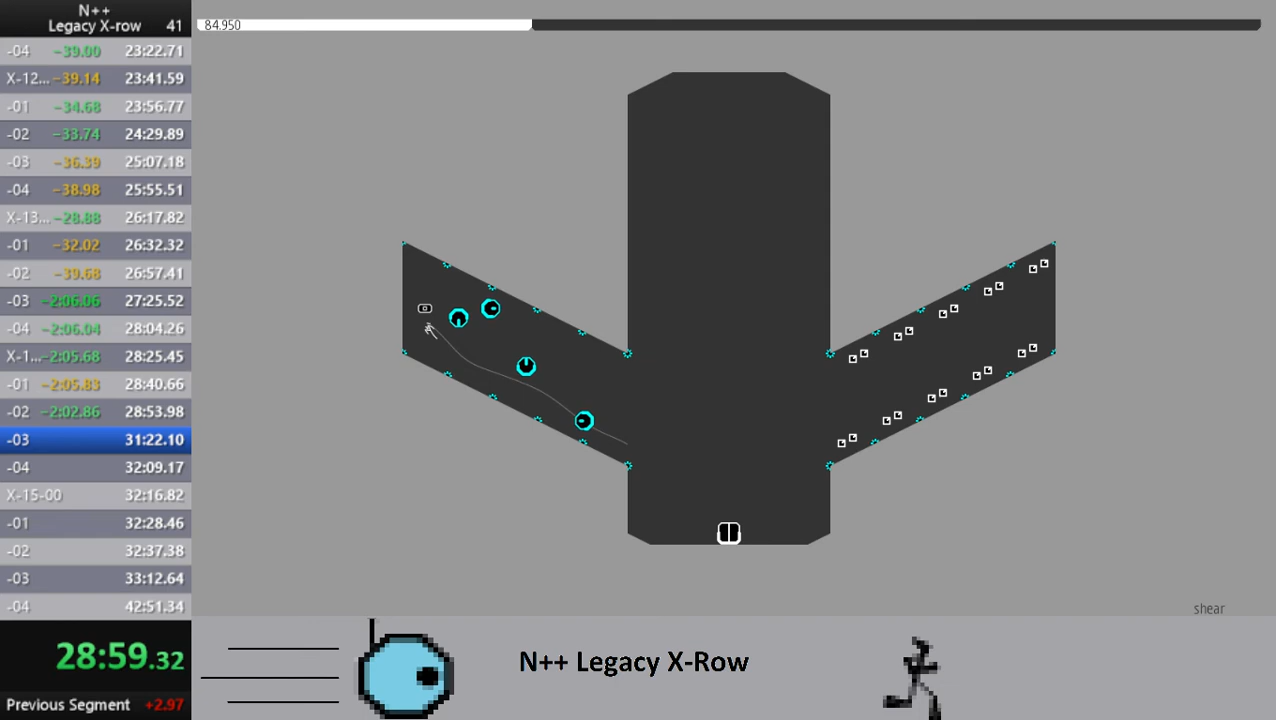 N++
Legacy X-row 41
-04 -39.00 23:22.71
X-12... -39.14 23:41.59
-01 -34.68 23:56.77
-02 -33.74 24:29.89
-03 -36.39 25:07.18
-04 -38.98 25:55.51
X-13... -28.88 26:17.82
-01 -32.02 26:32.32
-02 -39.68 26:57.41
-03 -2:06.06 27:25.52
-04 -2:06.04 28:04.26
X-1... -2:05.68 28:25.45
-01 -2:05.83 28:40.66
-02 -2:02.86 28:53.98
-03 31:22.10
-04 32:09.17
X-15-00 32:16.82
-01 32:28.46
-02 32:37.38
-03 33:12.64
-04 42:51.34
28:59.32
Previous Segment +2.97
84.950
shear
N++ Legacy X-Row